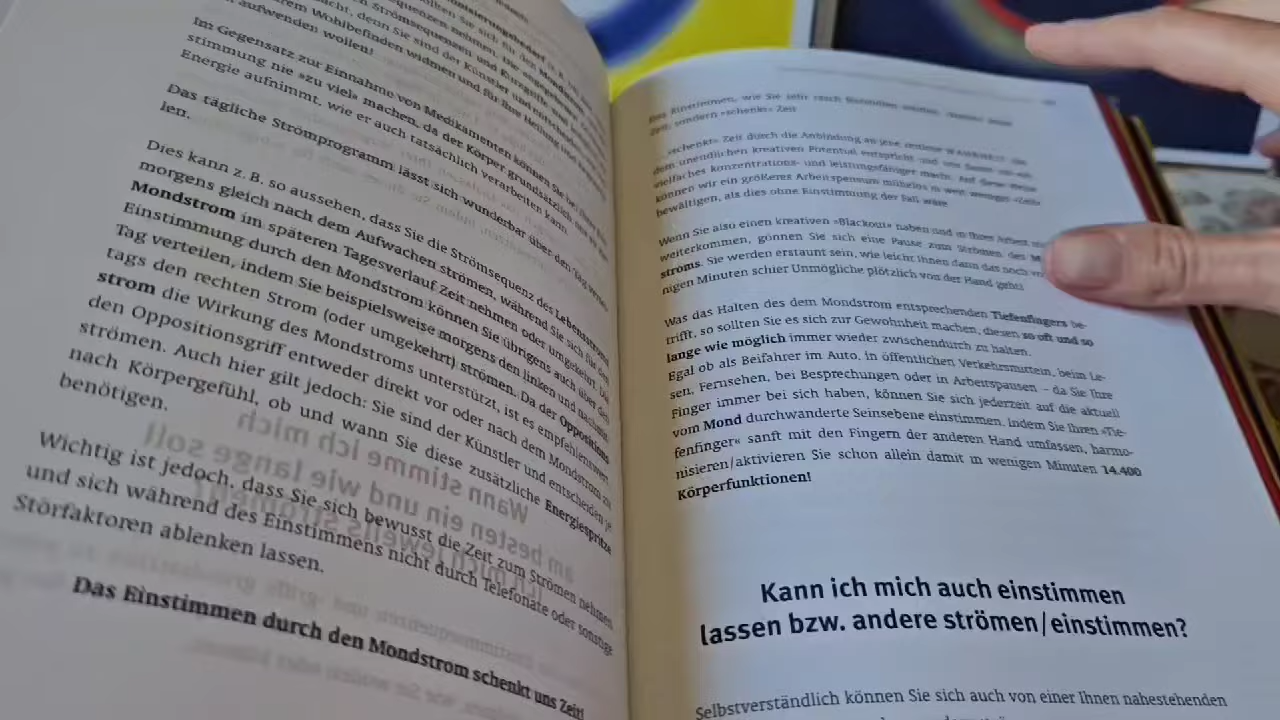 Im Gegensatz zur Einnahme von Medikamenten können Sie bei
stimmung nie »zu viel« machen, da der Körper grundsätzlich nur so
Energie aufnimmt, wie er auch tatsächlich verarbeiten kann.
Das tägliche Strömprogramm lässt sich wunderbar über den Tag
len.
Dies kann z. B. so aussehen, dass Sie die Strömsequenz des Lebensstroms
morgens gleich nach dem Aufwachen strömen, während Sie sich für den
Mondstrom im späteren Tagesverlauf Zeit nehmen oder umgekehrt. Die
Einstimmung durch den Mondstrom können Sie übrigens auch über den
Tag verteilen, indem Sie beispielsweise morgens den linken und nachmit-
tags den rechten Strom (oder umgekehrt) strömen. Da der Oppositions-
strom die Wirkung des Mondstroms unterstützt, ist es empfehlenswert,
den Oppositionsgriff entweder direkt vor oder nach dem Mondstrom zu
strömen. Auch hier gilt jedoch: Sie sind der Künstler und entscheiden je
nach Körpergefühl, ob und wann Sie diese zusätzliche Energiespritze
benötigen.
Wichtig ist jedoch, dass Sie sich bewusst die Zeit zum Strömen nehmen
und sich während des Einstimmens nicht durch Telefonate oder sonstige
Störfaktoren ablenken lassen.
Das Einstimmen durch den Mondstrom schenkt uns Zeit!
Zeit, sondern »schenkt« Zeit
»schenkt« Zeit durch die Anbindung an jene
dem unendlichen kreativen Potential entspricht und uns
vielfaches konzentrations- und leistungsfähiger macht. Auf diese Weise
können wir ein größeres Arbeitspensum mühelos in weit weniger Zeit
bewältigen, als dies ohne Einstimmung der Fall wäre.
Wenn Sie also einen kreativen »Blackout« haben und in Ihrer Arbeit
weiterkommen, gönnen Sie sich eine Pause zum Strömen des
stroms. Sie werden erstaunt sein, wie leicht Ihnen dann das noch
nigen Minuten schier Unmögliche plötzlich von der Hand geht!
Was das Halten des dem Mondstrom entsprechenden Tiefenfingers be-
trifft, so sollten Sie es sich zur Gewohnheit machen, diesen so oft und so
lange wie möglich immer wieder zwischendurch zu halten.
Egal ob als Beifahrer im Auto, in öffentlichen Verkehrsmitteln, beim Le-
sen, Fernsehen, bei Besprechungen oder in Arbeitspausen – da Sie Ihre
Finger immer bei sich haben, können Sie sich jederzeit auf die aktuell
vom Mond durchwanderte Seinsebene einstimmen. Indem Sie Ihren »Tie-
fenfinger« sanft mit den Fingern der anderen Hand umfassen, harmo-
nisieren/aktivieren Sie schon allein damit in wenigen Minuten 14.400
Körperfunktionen!
Kann ich mich auch einstimmen
lassen bzw. andere strömen/einstimmen?
Selbstverständlich können Sie sich auch von einer Ihnen nahestehenden